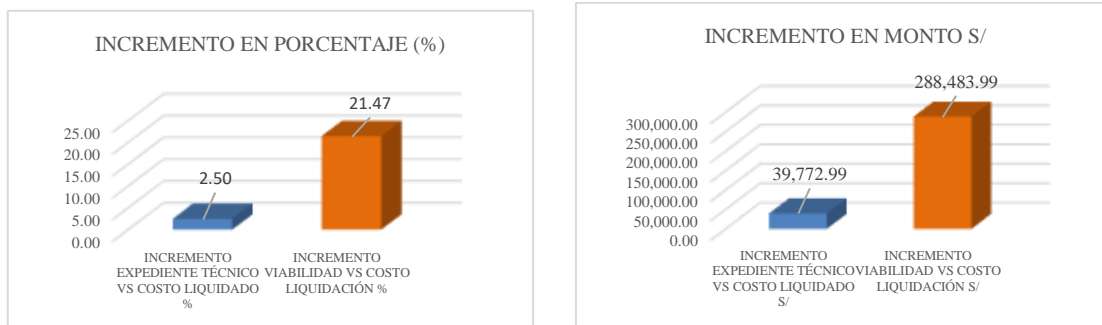 INCREMENTO EN PORCENTAJE (%)
21.47
2.50
25.00
20.00
15.00
10.00
5.00
0.00
INCREMENTO
EXPEDIENTE TÉCNICO
VS COSTO LIQUIDADO
%
INCREMENTO
VIABILIDAD VS COSTO
LIQUIDACIÓN %
INCREMENTO EN MONTO S/
288,483.99
39,772.99
300,000.00
250,000.00
200,000.00
150,000.00
100,000.00
50,000.00
0.00
INCREMENTO
EXPEDIENTE TÉCNICO
VS COSTO LIQUIDADO
S/
INCREMENTO
VIABILIDAD VS COSTO
LIQUIDACIÓN S/